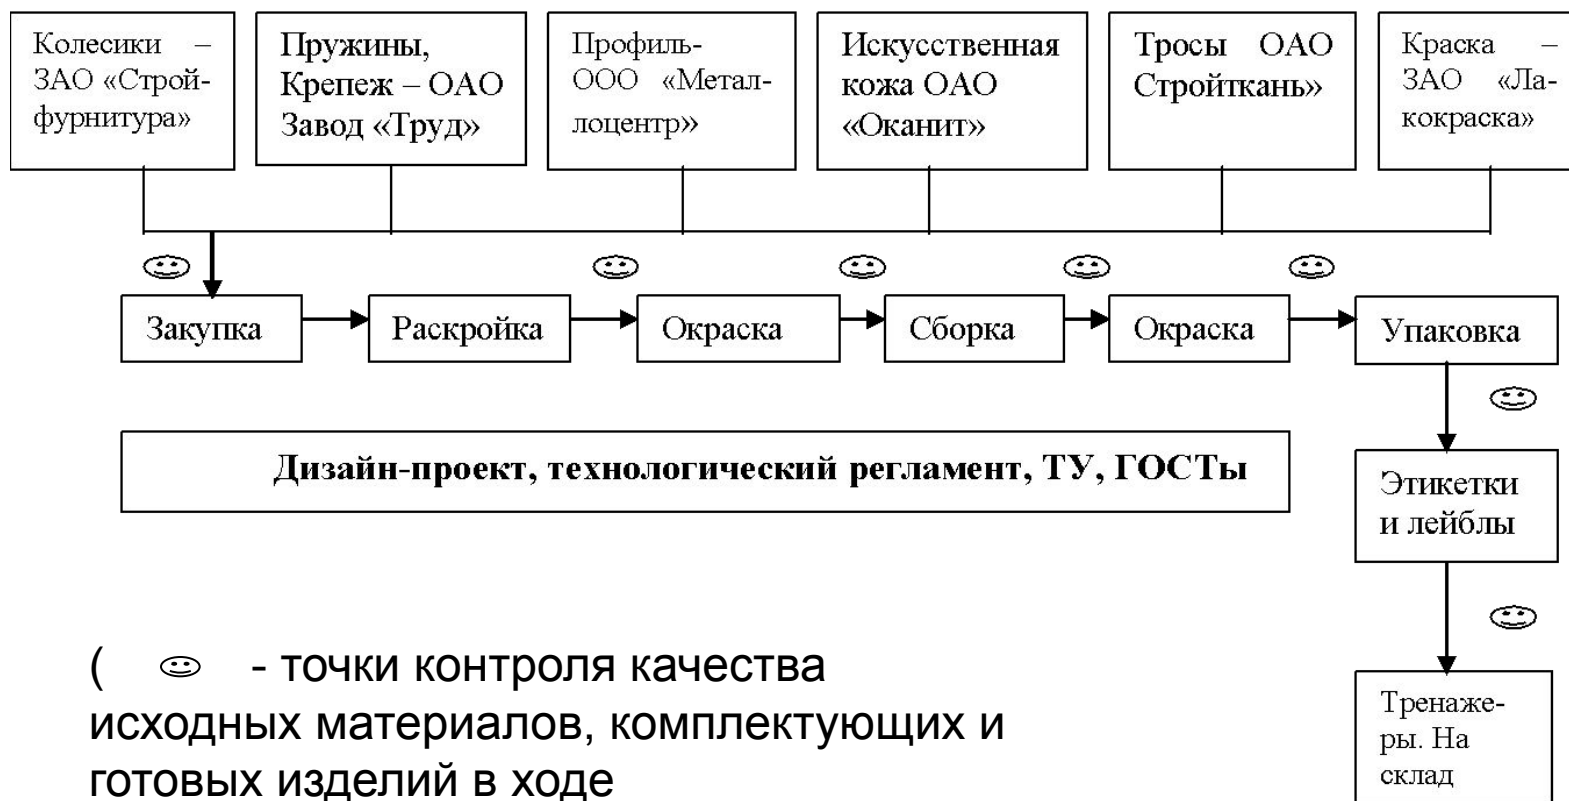 Колесики –
ЗАО «Строй-
фурнитура»
Пружины,
Крепеж – ОАО
Завод «Труд»
Профиль-
ООО «Метал-
лоцентр»
Искусственная
кожа ОАО
«Оканит»
Тросы ОАО
Стройткань»
Краска –
ЗАО «Ла-
кокраска»
Закупка
Раскройка
Окраска
Сборка
Окраска
Упаковка
Дизайн-проект, технологический регламент, ТУ, ГОСТы
Этикетки
и лейблы
Тренаже-
ры. На
склад
( - точки контроля качества
исходных материалов, комплектующих и
готовых изделий в ходе